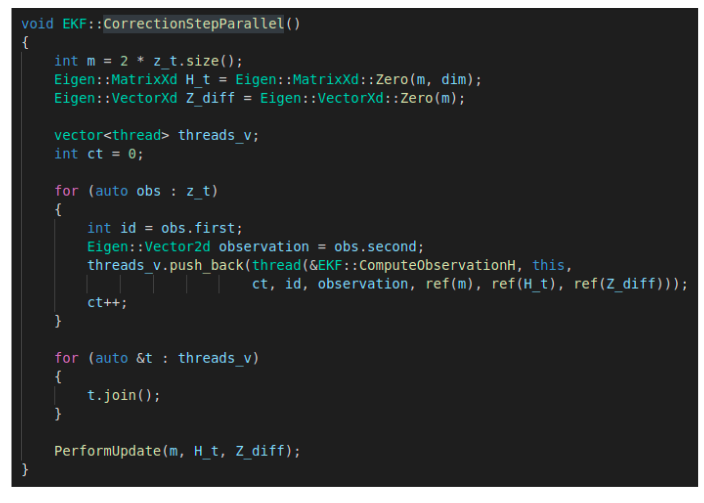 void EKF::CorrectionStepParallel()
{
    int m = 2 * z_t.size();
    Eigen::MatrixXd H_t = Eigen::MatrixXd::Zero(m, dim);
    Eigen::VectorXd Z_diff = Eigen::VectorXd::Zero(m);

    vector<thread> threads_v;
    int ct = 0;

    for (auto obs : z_t)
    {
        int id = obs.first;
        Eigen::Vector2d observation = obs.second;
        threads_v.push_back(thread(&EKF::ComputeObservationH, this,
                            ct, id, observation, ref(m), ref(H_t), ref(Z_diff)));
        ct++;
    }

    for (auto &t : threads_v)
    {
        t.join();
    }

    PerformUpdate(m, H_t, Z_diff);
}